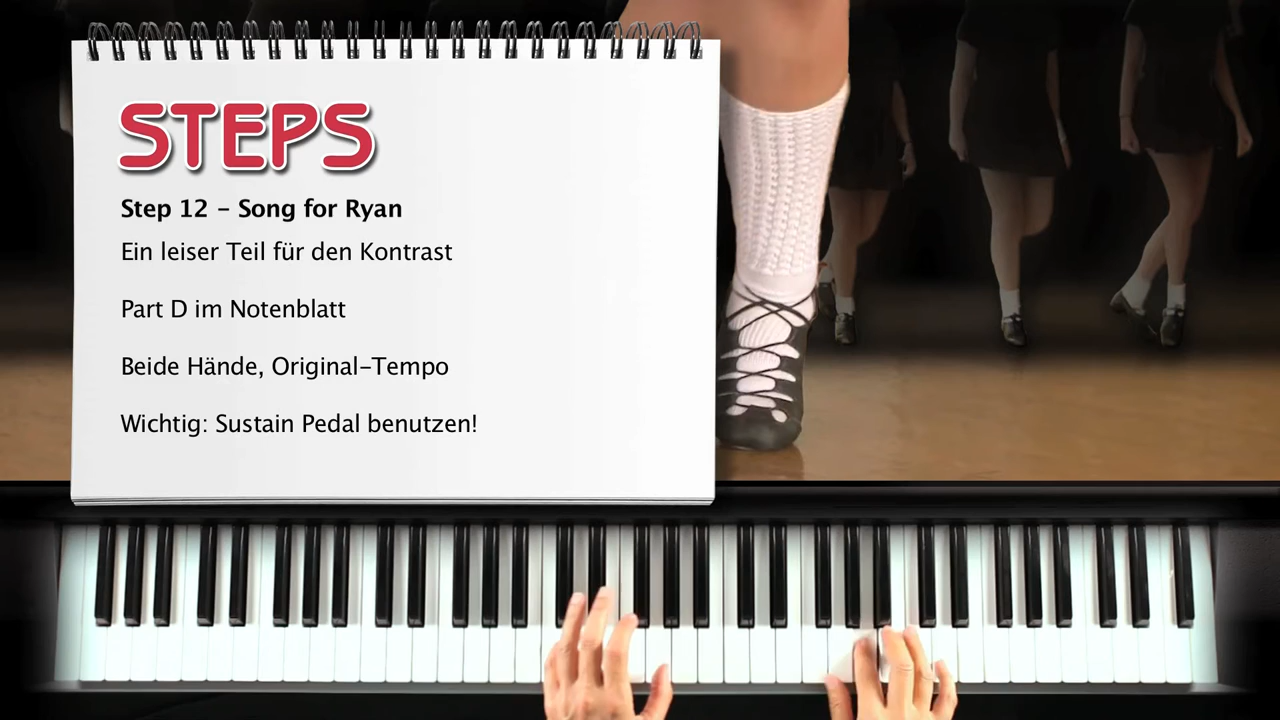 STEPS
Step 12 – Song for Ryan
Ein leiser Teil für den Kontrast
Part D im Notenblatt
Beide Hände, Original-Tempo
Wichtig: Sustain Pedal benutzen!